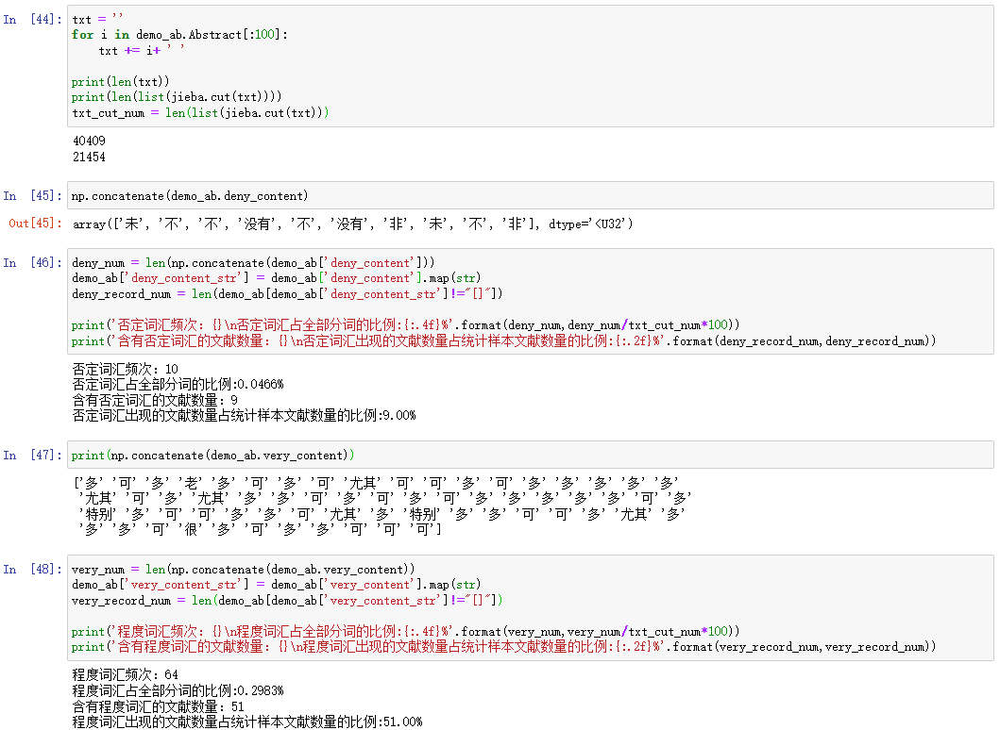 In [44]: txt = ''
for i in demo_ab.Abstract[:100]:
    txt += i+ ' '
print(len(txt))
print(len(list(jieba.cut(txt))))
txt_cut_num = len(list(jieba.cut(txt)))
40409
21454
In [45]: np.concatenate(demo_ab.deny_content)
Out[45]: array(['未', '不', '不', '没有', '不', '没有', '非', '未', '不', '非'], dtype='<U32')
In [46]: deny_num = len(np.concatenate(demo_ab['deny_content']))
demo_ab['deny_content_str'] = demo_ab['deny_content'].map(str)
deny_record_num = len(demo_ab[demo_ab['deny_content_str']!="[]"])
print('否定词汇频次：{}\n否定词汇占全部分词的比例:{:.4f}%'.format(deny_num,deny_num/txt_cut_num*100))
print('含有否定词汇的文献数量：{}\n否定词汇出现的文献数量占统计样本文献数量的比例:{:.2f}%'.format(deny_record_num,deny_record_num))
否定词汇频次：10
否定词汇占全部分词的比例:0.0466%
含有否定词汇的文献数量：9
否定词汇出现的文献数量占统计样本文献数量的比例:9.00%
In [47]: print(np.concatenate(demo_ab.very_content))
['多' '可' '多' '老' '多' '可' '多' '可' '尤其' '可' '可' '多' '可' '多' '多' '多' '多' '多'
 '尤其' '可' '多' '尤其' '多' '多' '可' '多' '可' '多' '可' '多' '多' '多' '多' '多' '可' '多'
 '特别' '多' '可' '可' '多' '多' '可' '尤其' '多' '特别' '多' '多' '可' '可' '多' '尤其' '多'
 '多' '多' '可' '很' '多' '可' '多' '多' '可' '可' '可']
In [48]: very_num = len(np.concatenate(demo_ab.very_content))
demo_ab['very_content_str'] = demo_ab['very_content'].map(str)
very_record_num = len(demo_ab[demo_ab['very_content_str']!="[]"])
print('程度词汇频次：{}\n程度词汇占全部分词的比例:{:.4f}%'.format(very_num,very_num/txt_cut_num*100))
print('含有程度词汇的文献数量：{}\n程度词汇出现的文献数量占统计样本文献数量的比例:{:.2f}%'.format(very_record_num,very_record_num))
程度词汇频次：64
程度词汇占全部分词的比例:0.2983%
含有程度词汇的文献数量：51
程度词汇出现的文献数量占统计样本文献数量的比例:51.00%